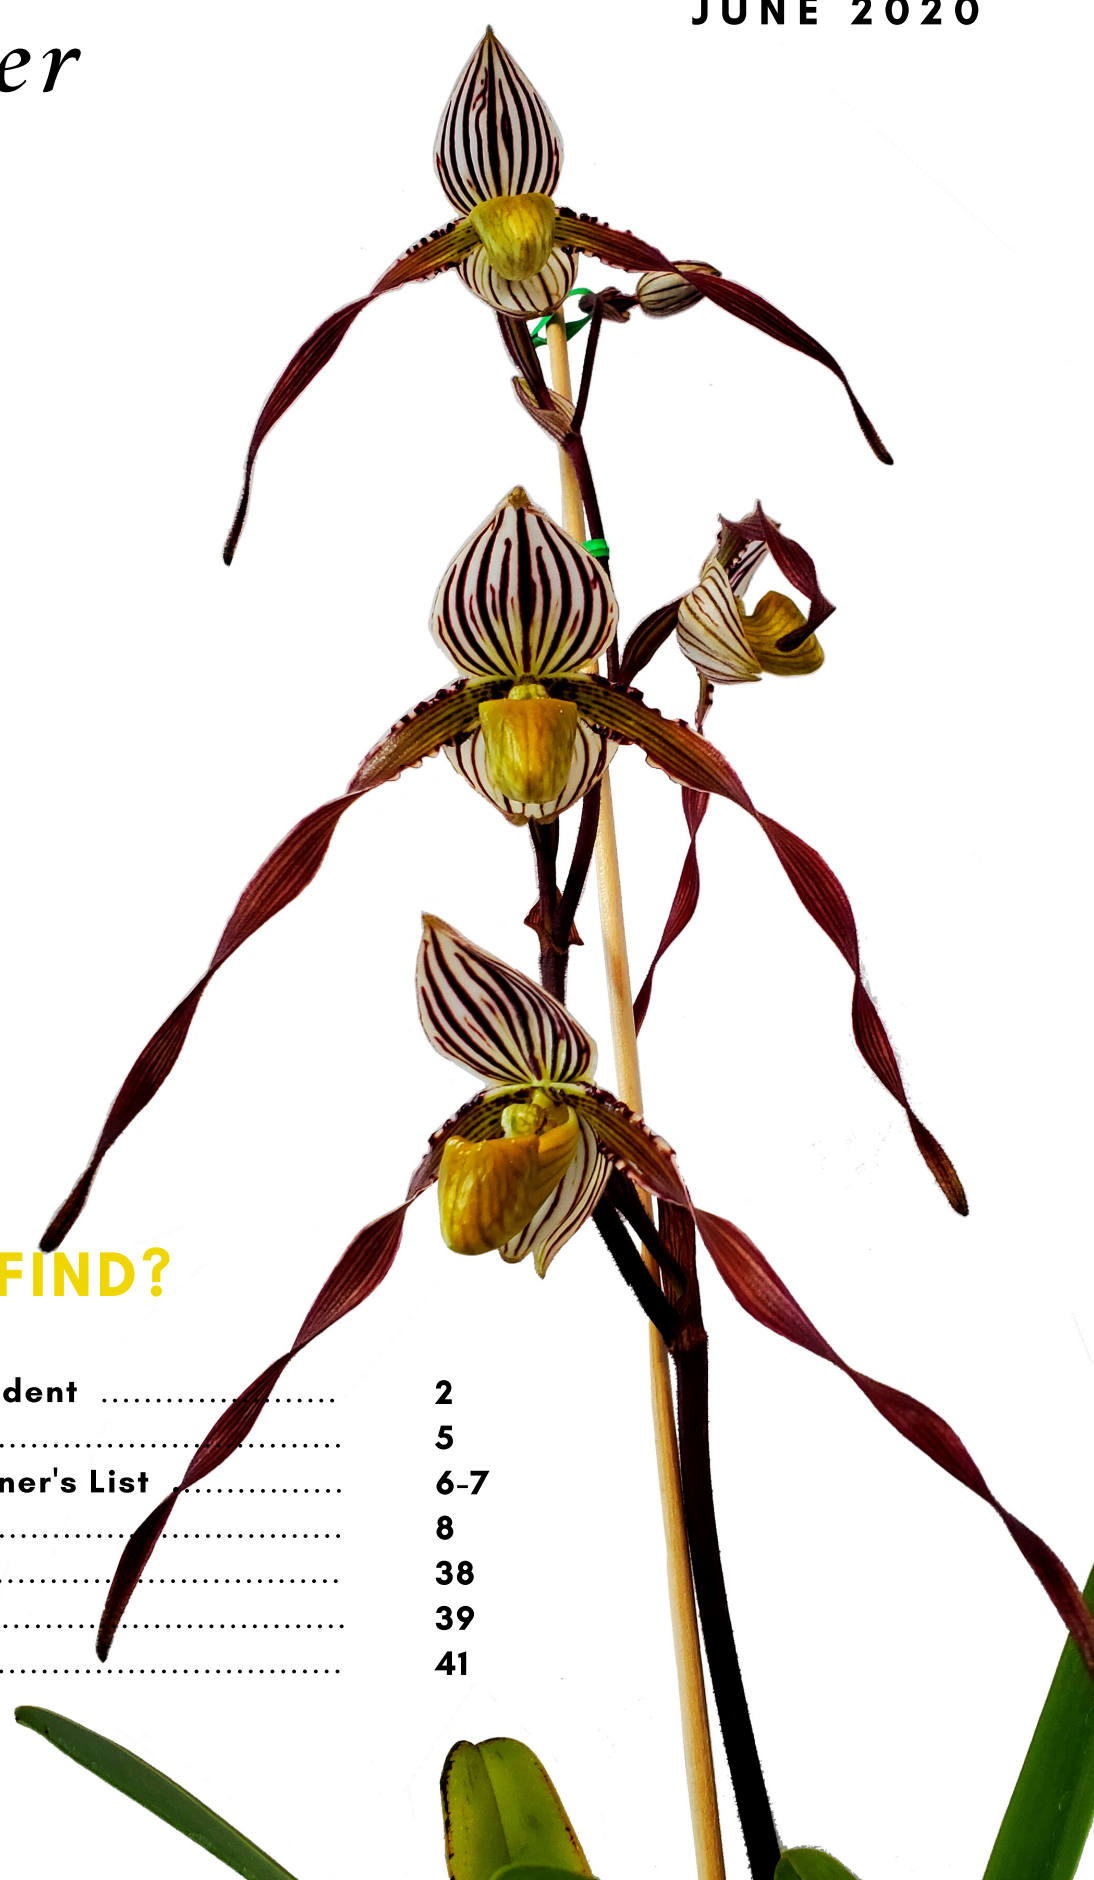 JUNE 2020
er
FIND?
dent .......................... 2
.......................... 5
ner's List .................. 6-7
.......................... 8
.......................... 38
.......................... 39
.......................... 41